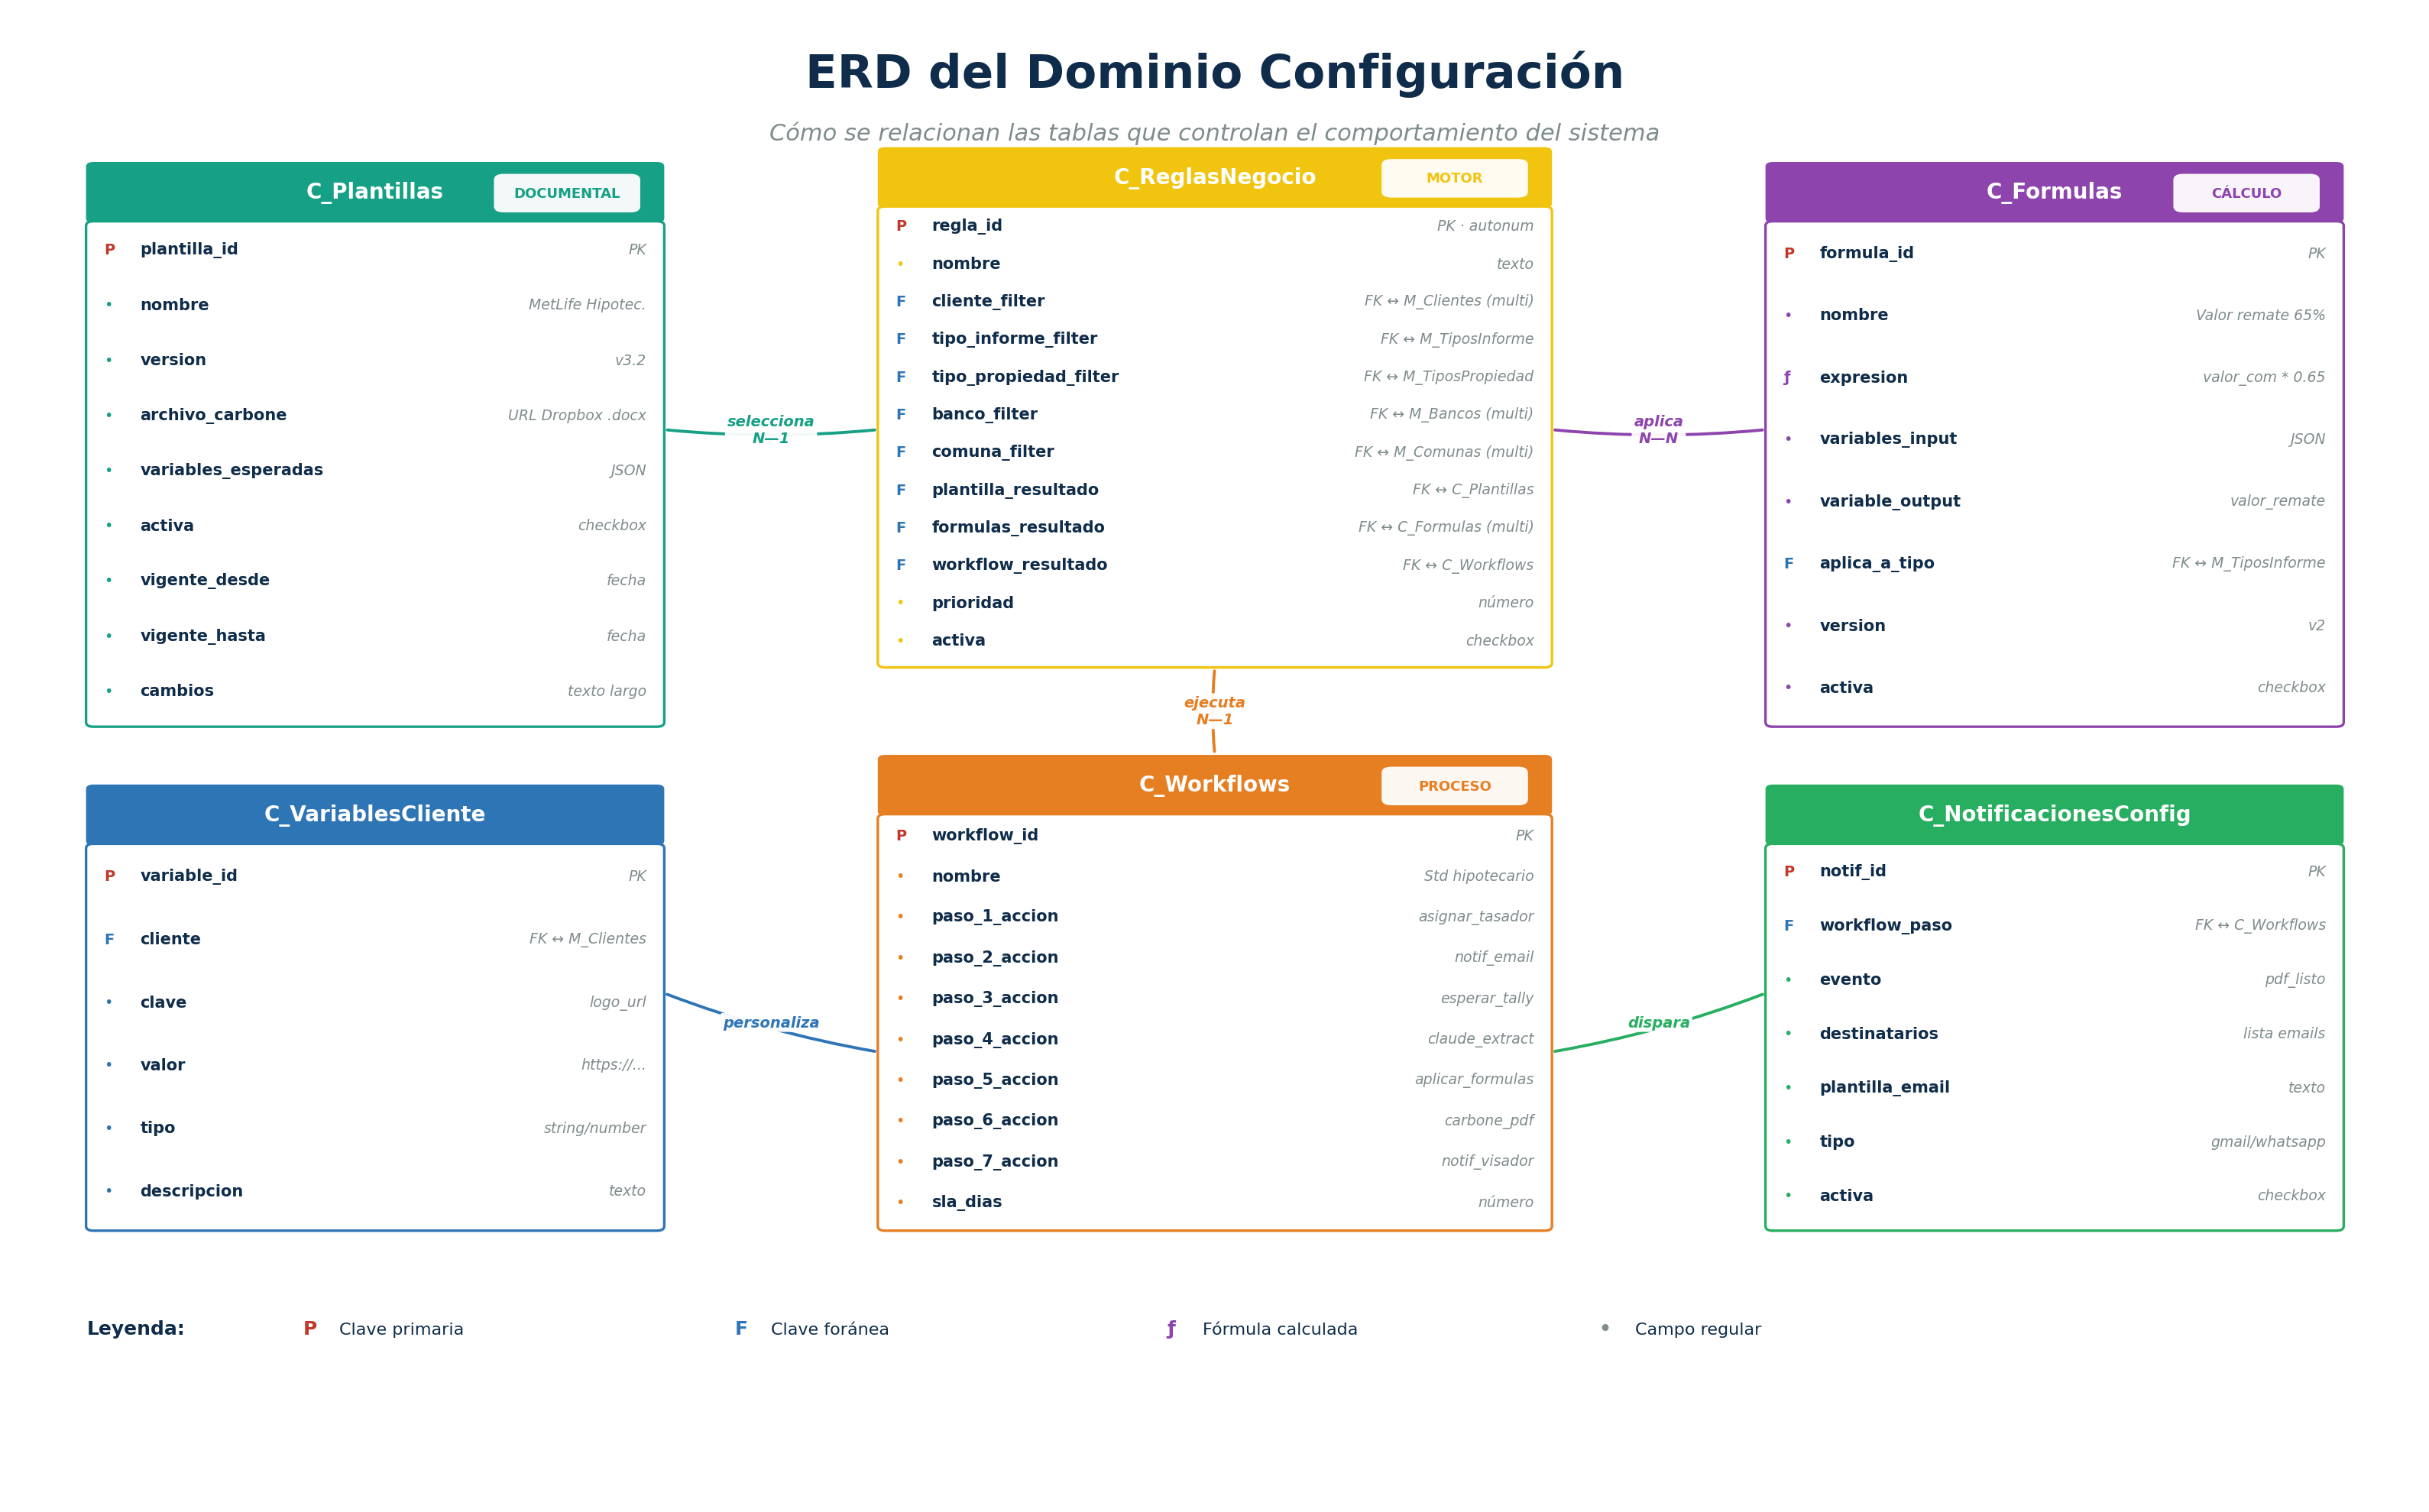 ERD del Dominio Configuración
Cómo se relacionan las tablas que controlan el comportamiento del sistema
C_Plantillas DOCUMENTAL
P plantilla_id PK
• nombre MetLife Hipotec.
• version v3.2
• archivo_carbone URL Dropbox .docx
• variables_esperadas JSON
• activa checkbox
• vigente_desde fecha
• vigente_hasta fecha
• cambios texto largo
selecciona
N—1
C_ReglasNegocio MOTOR
P regla_id PK · autonum
• nombre texto
F cliente_filter FK ↔ M_Clientes (multi)
F tipo_informe_filter FK ↔ M_TiposInforme
F tipo_propiedad_filter FK ↔ M_TiposPropiedad
F banco_filter FK ↔ M_Bancos (multi)
F comuna_filter FK ↔ M_Comunas (multi)
F plantilla_resultado FK ↔ C_Plantillas
F formulas_resultado FK ↔ C_Formulas (multi)
F workflow_resultado FK ↔ C_Workflows
• prioridad número
• activa checkbox
aplica
N—N
C_Formulas CÁLCULO
P formula_id PK
• nombre Valor remate 65%
ƒ expresion valor_com * 0.65
• variables_input JSON
• variable_output valor_remate
F aplica_a_tipo FK ↔ M_TiposInforme
• version v2
• activa checkbox
ejecuta
N—1
C_VariablesCliente
P variable_id PK
F cliente FK ↔ M_Clientes
• clave logo_url
• valor https://...
• tipo string/number
• descripcion texto
personaliza
C_Workflows PROCESO
P workflow_id PK
• nombre Std hipotecario
• paso_1_accion asignar_tasador
• paso_2_accion notif_email
• paso_3_accion esperar_tally
• paso_4_accion claude_extract
• paso_5_accion aplicar_formulas
• paso_6_accion carbone_pdf
• paso_7_accion notif_visador
• sla_dias número
dispara
C_NotificacionesConfig
P notif_id PK
F workflow_paso FK ↔ C_Workflows
• evento pdf_listo
• destinatarios lista emails
• plantilla_email texto
• tipo gmail/whatsapp
• activa checkbox
Leyenda: P Clave primaria F Clave foránea ƒ Fórmula calculada • Campo regular